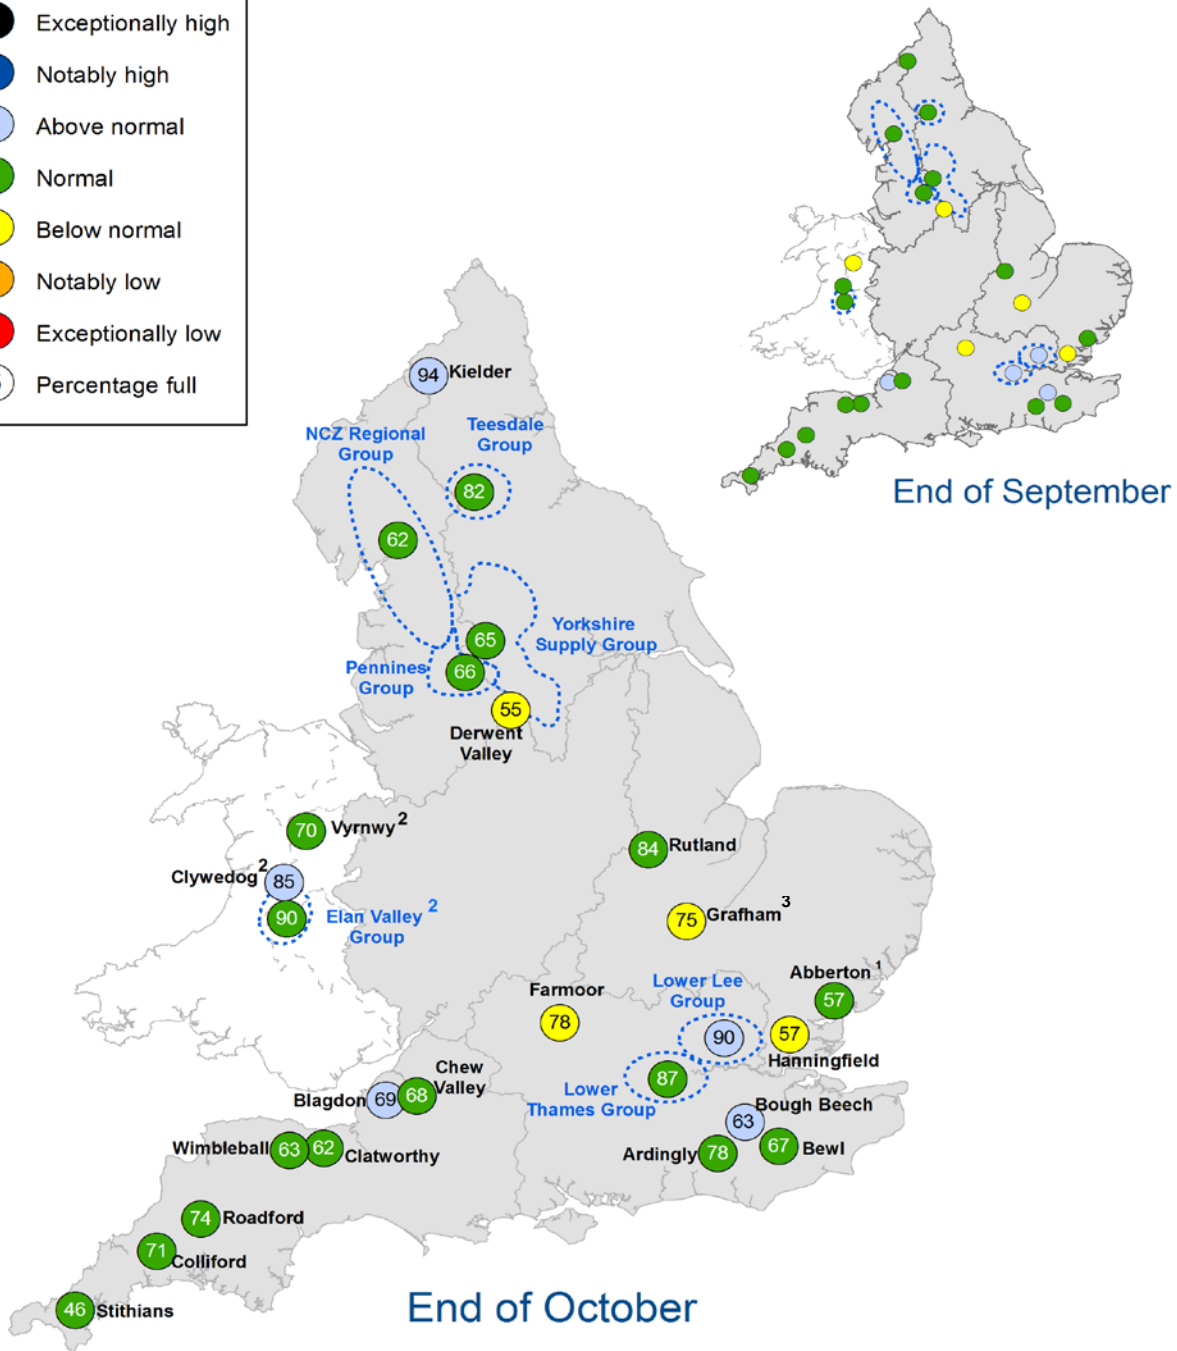 Exceptionally high
Notably high
Above normal
Normal
Below normal
Notably low
Exceptionally low
Percentage full
End of September
94 Kielder
NCZ Regional
Group
Teesdale
Group
82
62
65
Yorkshire
Supply Group
Pennines
Group
66
55
Derwent
Valley
70 Vyrnwy 2
Clywedog 2
85
90
Elan Valley 2
Group
84 Rutland
75 Grafham 3
Abberton 1
57
Farmoor
78
Lower Lee
Group
90
57
Hanningfield
87
Lower
Thames Group
Chew
Valley
Blagdon 69 68
Bough Beech
63
Wimbleball 63 62 Clatworthy
Ardingly 78 67 Bewl
74 Roadford
71 Colliford
46 Stithians
End of October